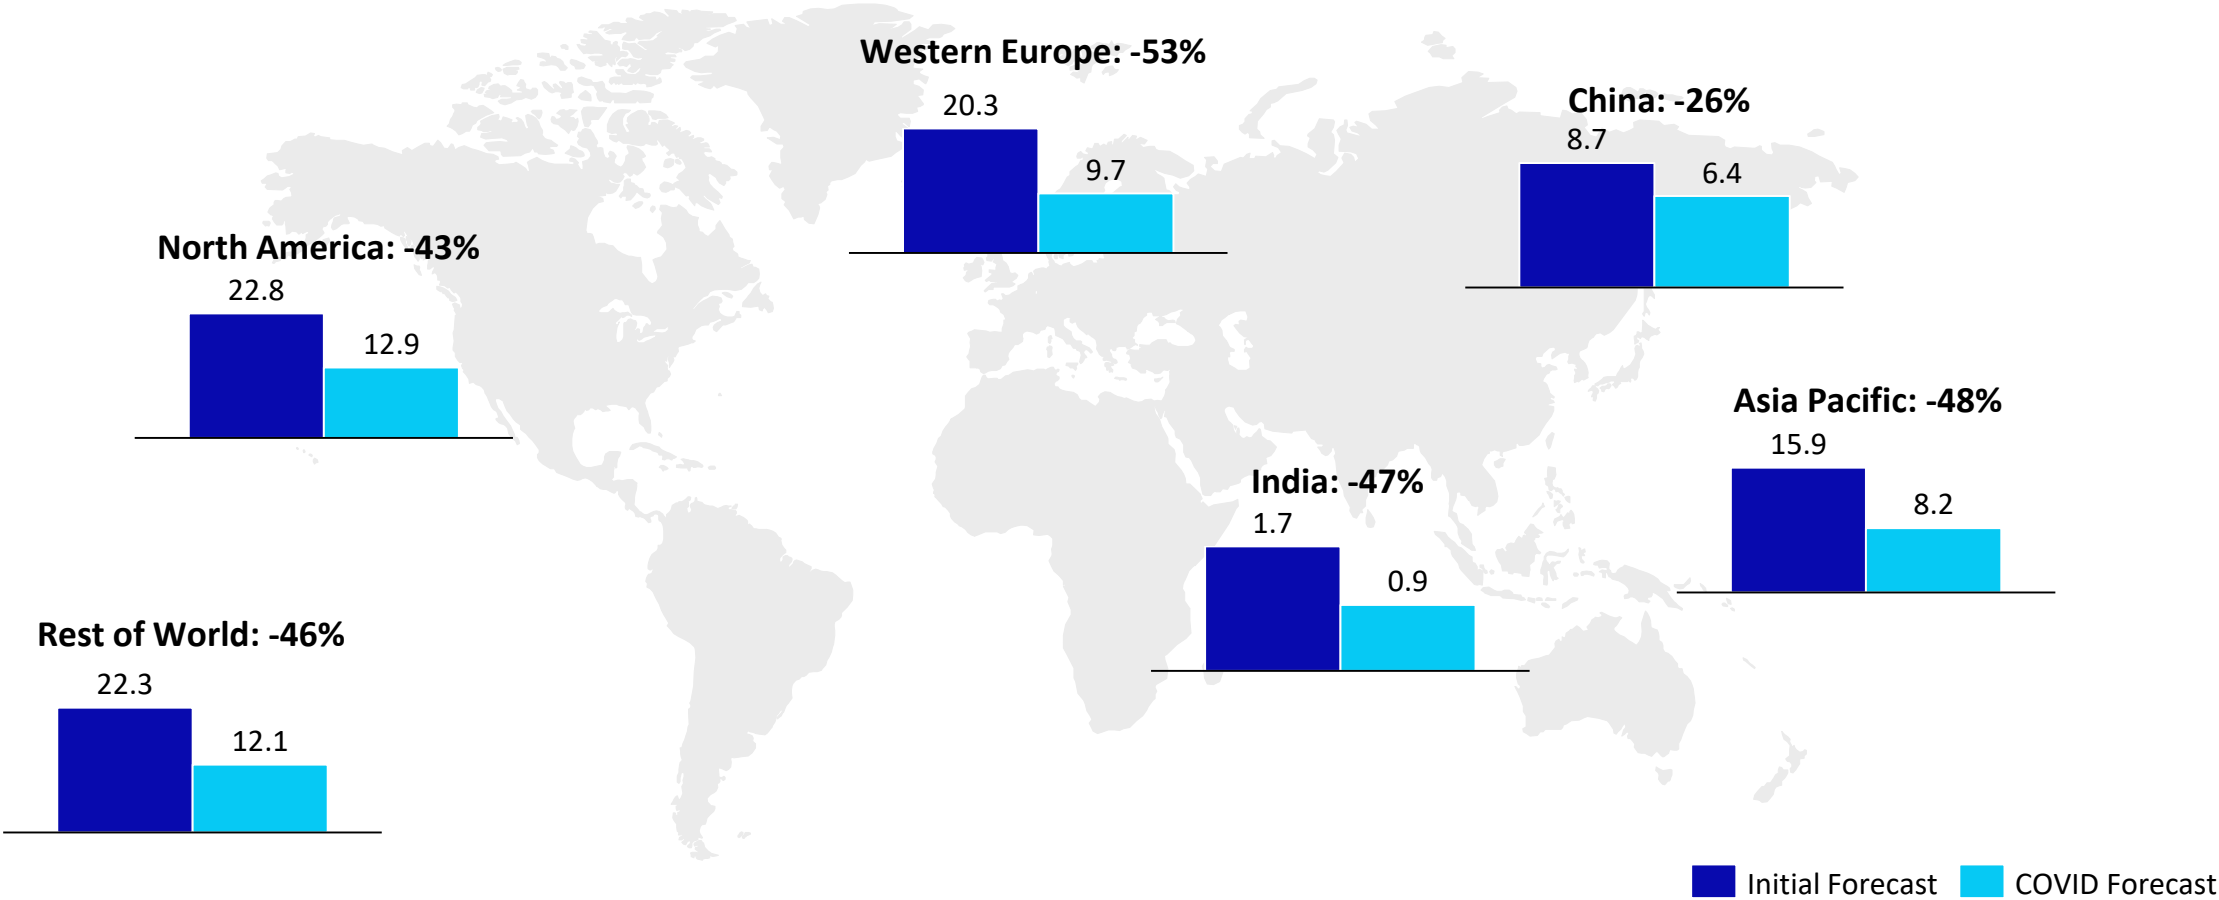 Western Europe: -53%
20.3
9.7
China: -26%
8.7
6.4
North America: -43%
22.8
12.9
Asia Pacific: -48%
15.9
8.2
India: -47%
1.7
0.9
Rest of World: -46%
22.3
12.1
Initial Forecast
COVID Forecast